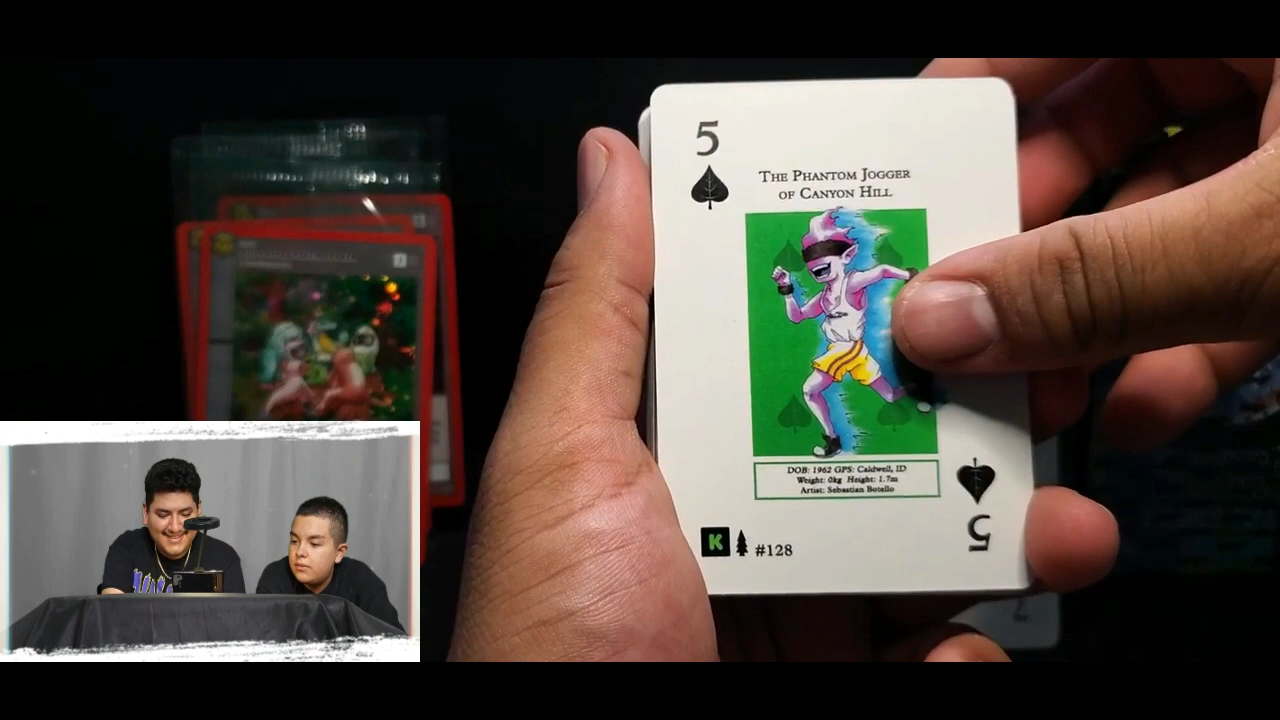 5
THE PHANTOM JOGGER
OF CANYON HILL
DOB: 1962 GPS: Caldwell, ID
Weight: 0kg Height: 1.7m
Artist: Sebastian Botello
K #128
5